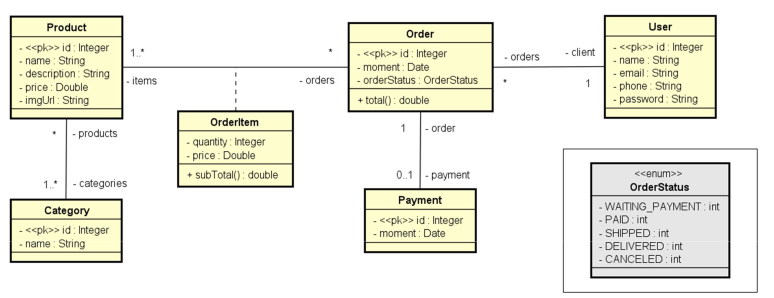 Product
- <<pk>> id : Integer
- name : String
- description : String
- price : Double
- imgUrl : String
1..*
- items
*
- orders
Order
- <<pk>> id : Integer
- moment : Date
- orderStatus : OrderStatus
+ total() : double
- orders
*
- client
1
User
- <<pk>> id : Integer
- name : String
- email : String
- phone : String
- password : String
OrderItem
- quantity : Integer
- price : Double
+ subTotal() : double
* - products
1..* - categories
Category
- <<pk>> id : Integer
- name : String
1 - order
0..1 - payment
Payment
- <<pk>> id : Integer
- moment : Date
<<enum>>
OrderStatus
- WAITING_PAYMENT : int
- PAID : int
- SHIPPED : int
- DELIVERED : int
- CANCELED : int